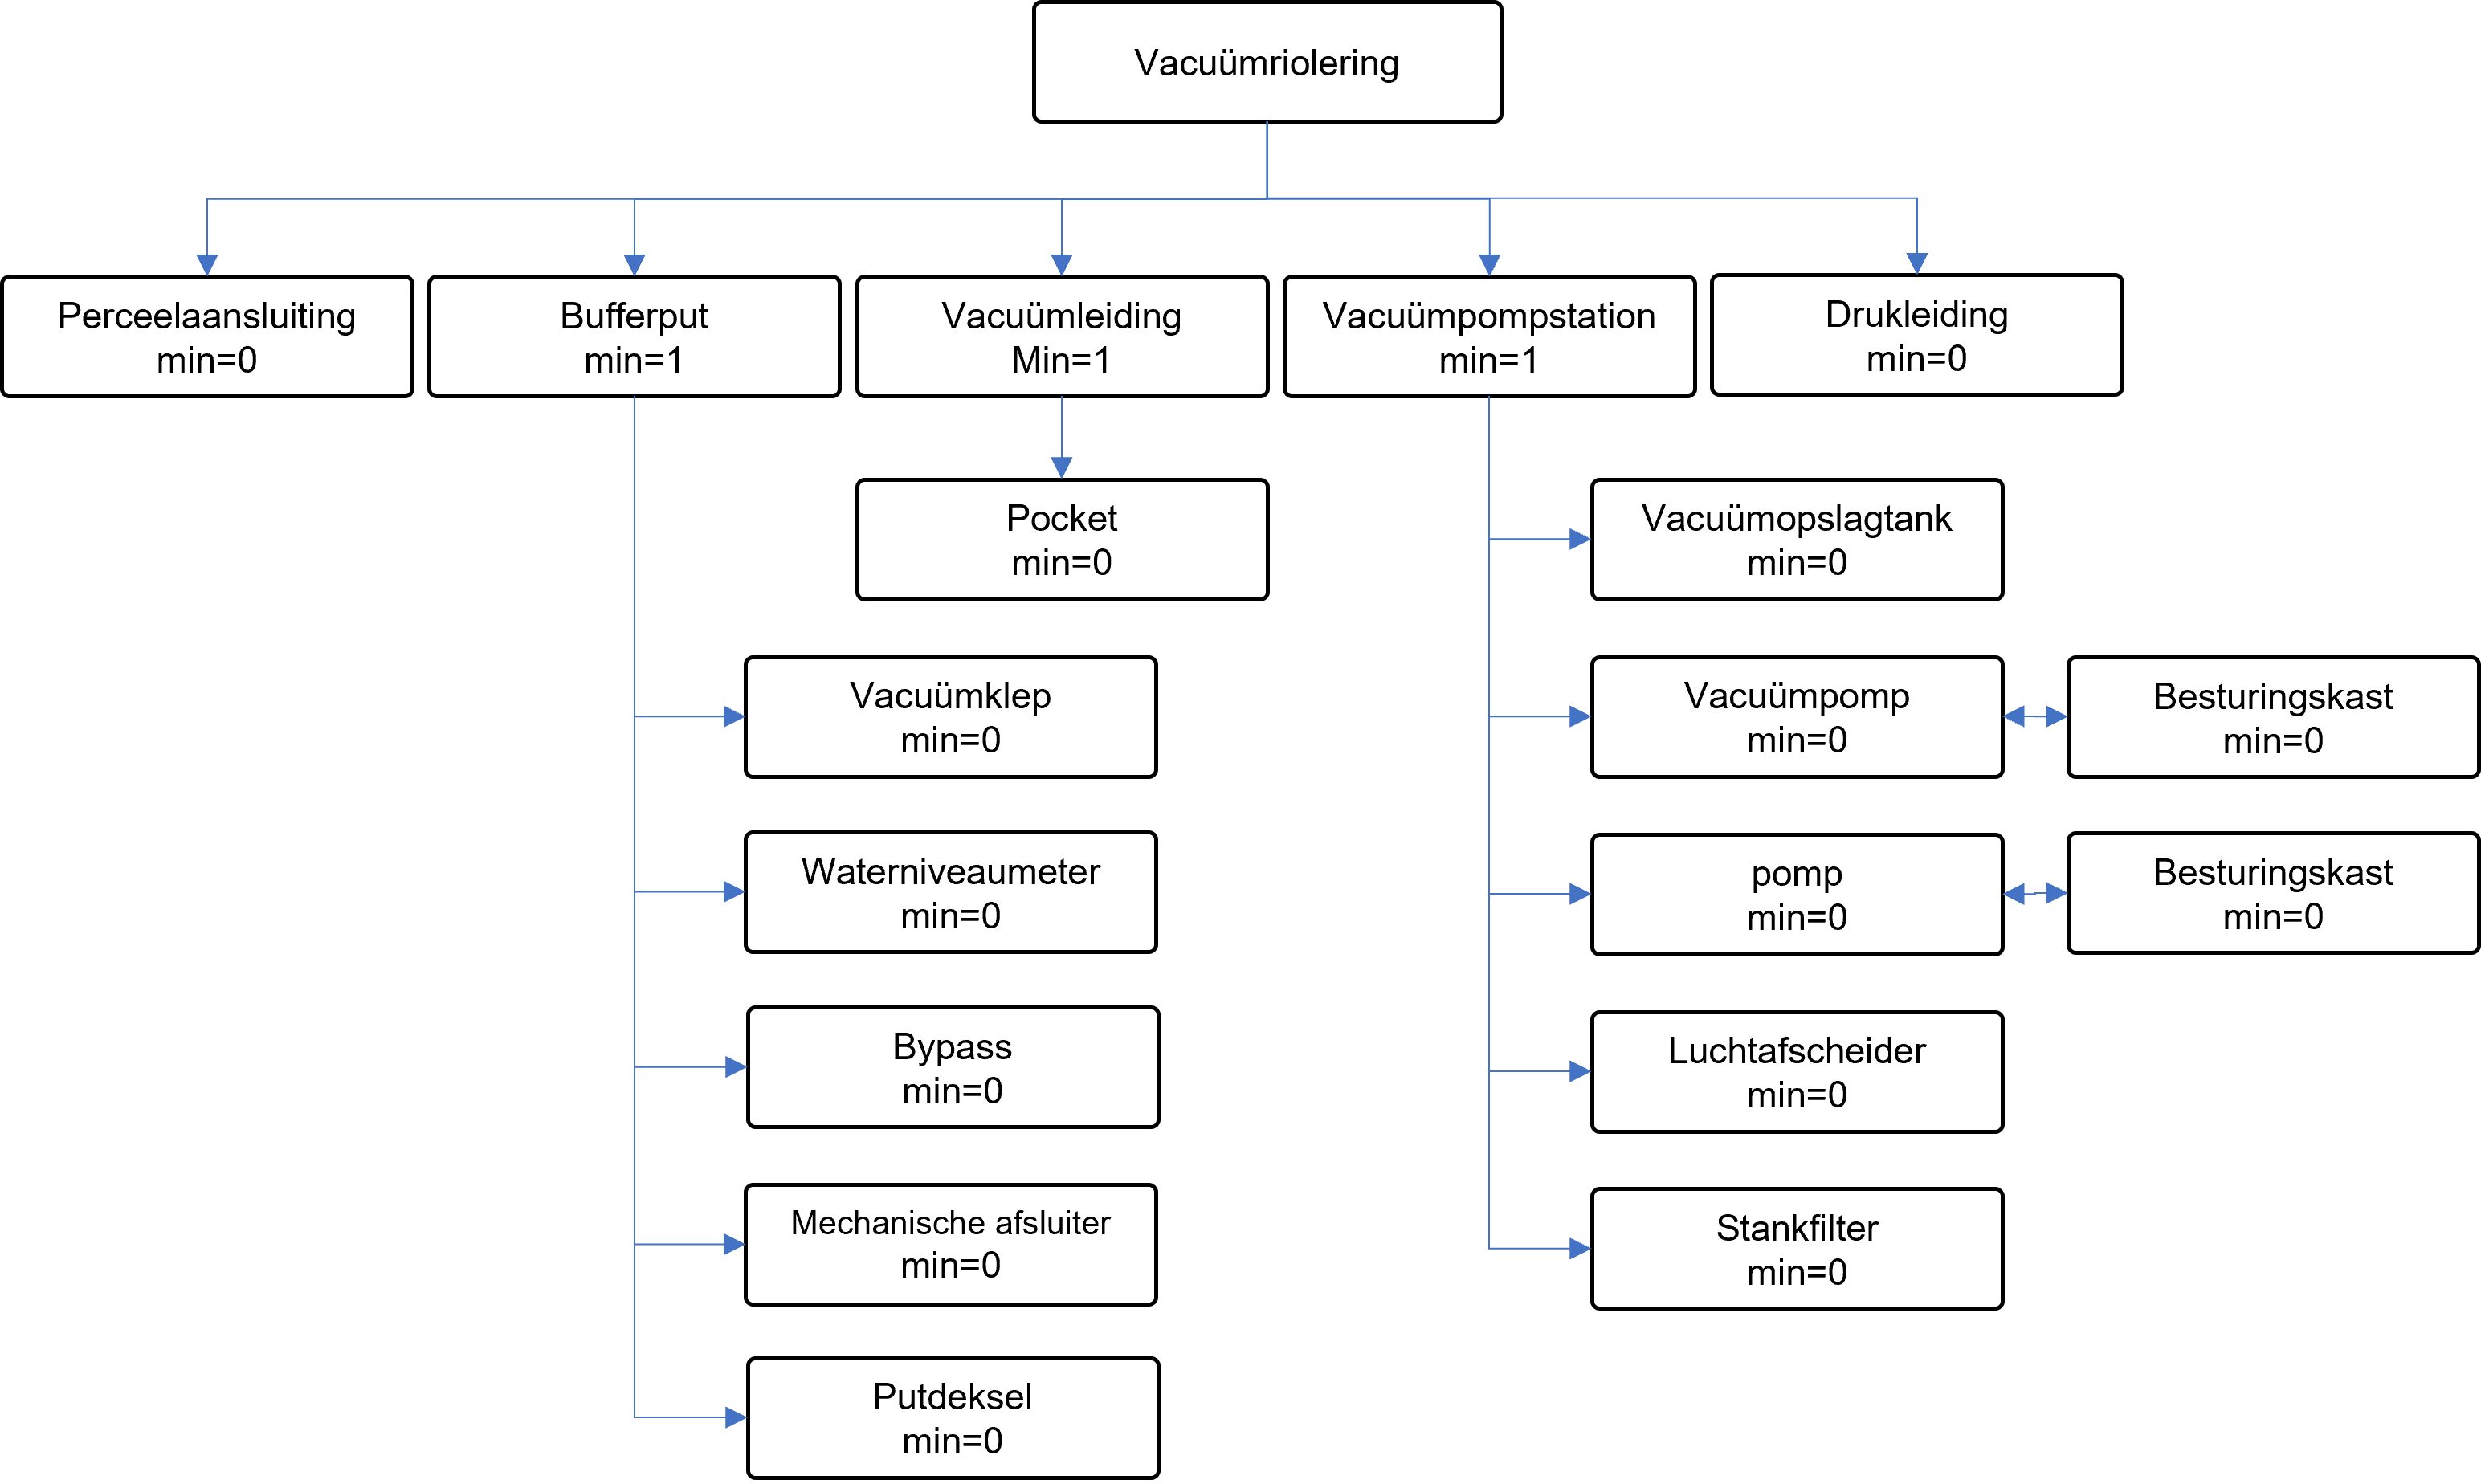 Vacuümriolering
Perceelaansluiting
min=0
Bufferput
min=1
Vacuümleiding
Min=1
Vacuümpompstation
min=1
Drukleiding
min=0
Pocket
min=0
Vacuümopslagtank
min=0
Vacuümklep
min=0
Vacuümpomp
min=0
Besturingskast
min=0
Waterniveaumeter
min=0
pomp
min=0
Besturingskast
min=0
Bypass
min=0
Luchtafscheider
min=0
Mechanische afsluiter
min=0
Stankfilter
min=0
Putdeksel
min=0